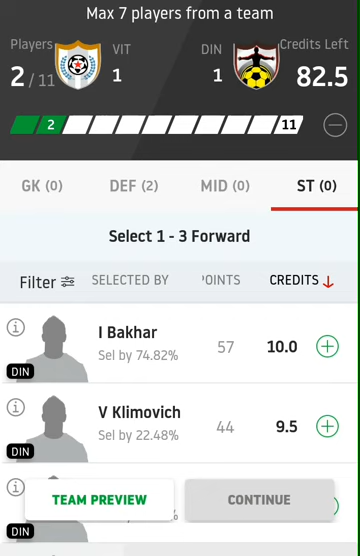 Max 7 players from a team
Players VIT DIN Credits Left
2 / 11 1 1 82.5
2 11
GK (0) DEF (2) MID (0) ST (0)
Select 1 - 3 Forward
Filter SELECTED BY POINTS CREDITS
I Bakhar
Sel by 74.82% 57 10.0
DIN
V Klimovich
Sel by 22.48% 44 9.5
DIN
TEAM PREVIEW CONTINUE
DIN